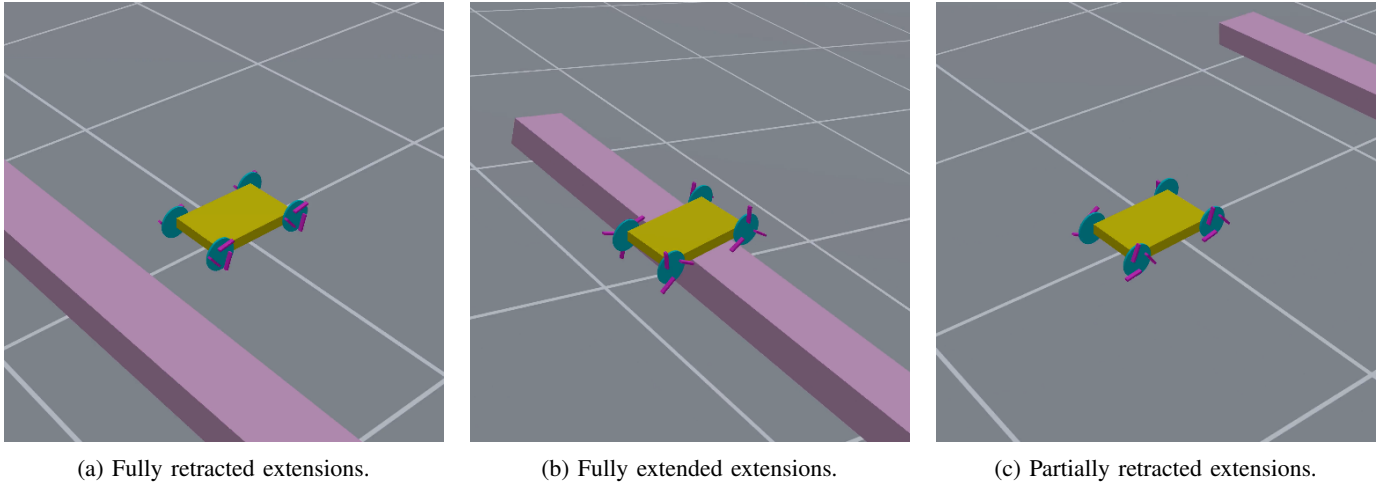 (a) Fully retracted extensions.
(b) Fully extended extensions.
(c) Partially retracted extensions.